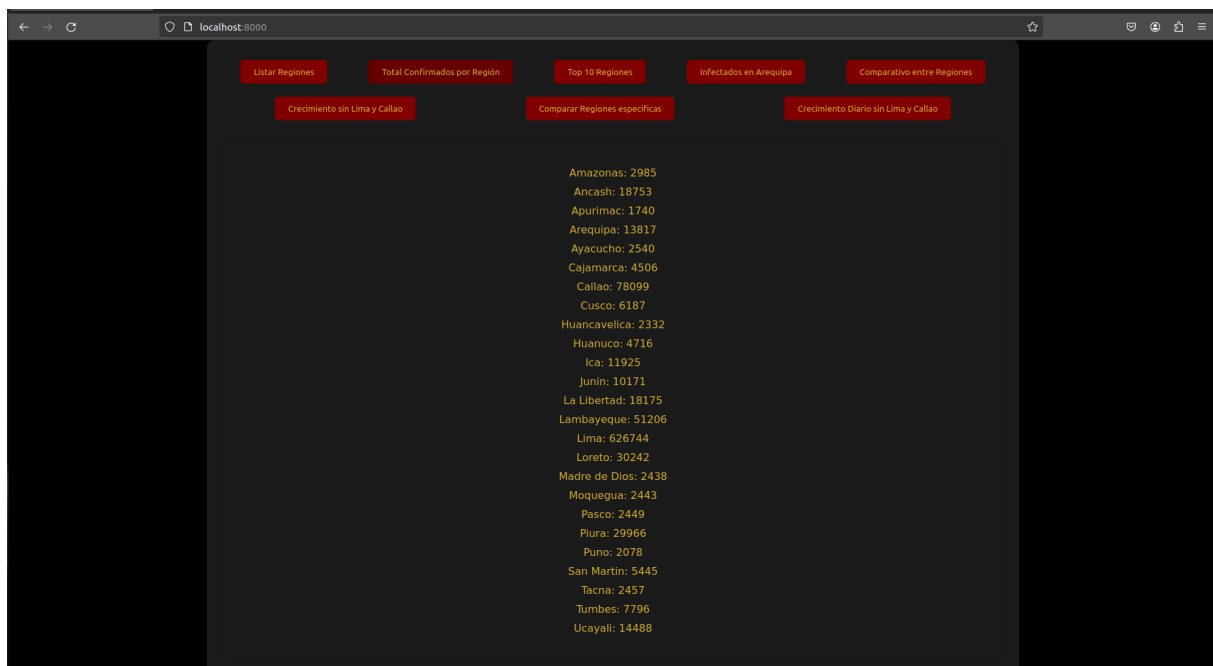 localhost:8000
Listar Regiones Total Confirmados por Región Top 10 Regiones Infectados en Arequipa Comparativo entre Regiones
Crecimiento sin Lima y Callao Comparar Regiones específicas Crecimiento Diario sin Lima y Callao
Amazonas: 2985
Ancash: 18753
Apurimac: 1740
Arequipa: 13817
Ayacucho: 2540
Cajamarca: 4506
Callao: 78099
Cusco: 6187
Huancavelica: 2332
Huanuco: 4716
Ica: 11925
Junin: 10171
La Libertad: 18175
Lambayeque: 51206
Lima: 626744
Loreto: 30242
Madre de Dios: 2438
Moquegua: 2443
Pasco: 2449
Piura: 29966
Puno: 2078
San Martin: 5445
Tacna: 2457
Tumbes: 7796
Ucayali: 14488